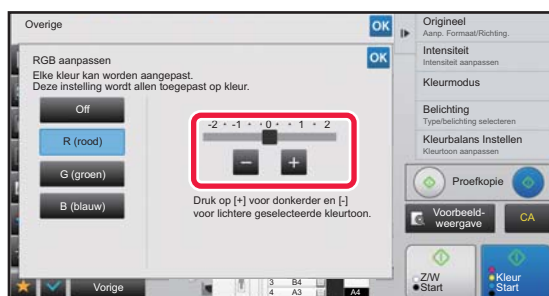 Overige
OK
RGB aanpassen
OK
Elke kleur kan worden aangepast.
Deze instelling wordt allen toegepast op kleur.
Off
R (rood)
G (groen)
B (blauw)
-2 • -1 • • 0 • • 1 • 2
Druk op [+] voor donkerder en [-]
voor lichtere geselecteerde kleurtoon.
Vorige
3 B4
4 A3
A4
Origineel
Aanp. Formaat/Richting.
Intensiteit
Intensiteit aanpassen
Kleurmodus
Belichting
Type/belichting selecteren
Kleurbalans Instellen
Kleurtoon aanpassen
Proefkopie
Voorbeeld-
weergave
CA
Z/W
Start
Kleur
Start